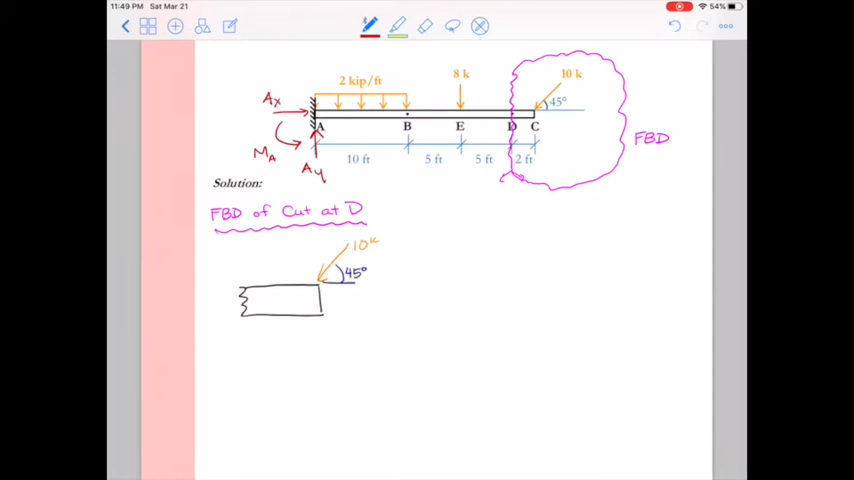 11:49 PM Sat Mar 21
54%
2 kip/ft
8 k
10 k
45°
Ax
A
B
E
D
C
FBD
MA
Ay
10 ft
5 ft
5 ft
2 ft
Solution:
FBD of Cut at D
10k
45°